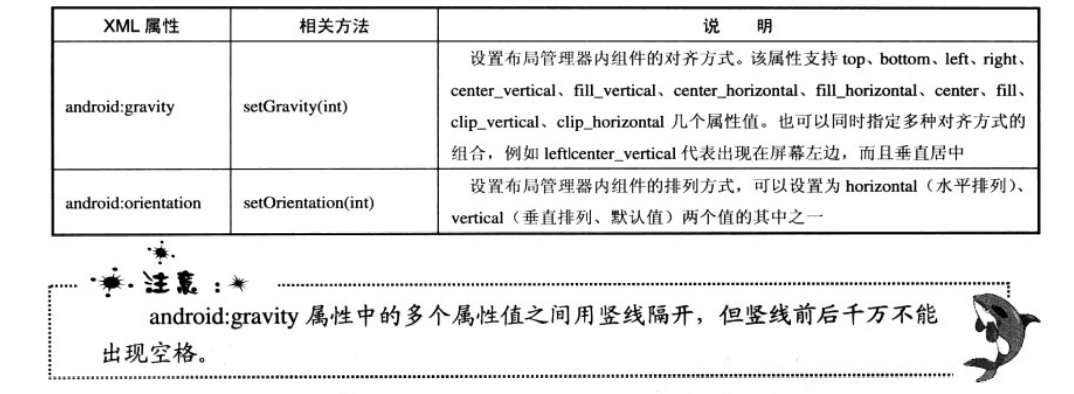 XML 属性 相关方法 说 明
android:gravity setGravity(int) 设置布局管理器内组件的对齐方式。该属性支持 top、bottom、left、right、
center_vertical、fill_vertical、center_horizontal、fill_horizontal、center、fill、
clip_vertical、clip_horizontal 几个属性值。也可以同时指定多种对齐方式的
组合，例如 left|center_vertical 代表出现在屏幕左边，而且垂直居中
android:orientation setOrientation(int) 设置布局管理器内组件的排列方式，可以设置为 horizontal（水平排列）、
vertical（垂直排列、默认值）两个值的其中之一
注意：
android:gravity 属性中的多个属性值之间用竖线隔开，但竖线前后千万不能
出现空格。